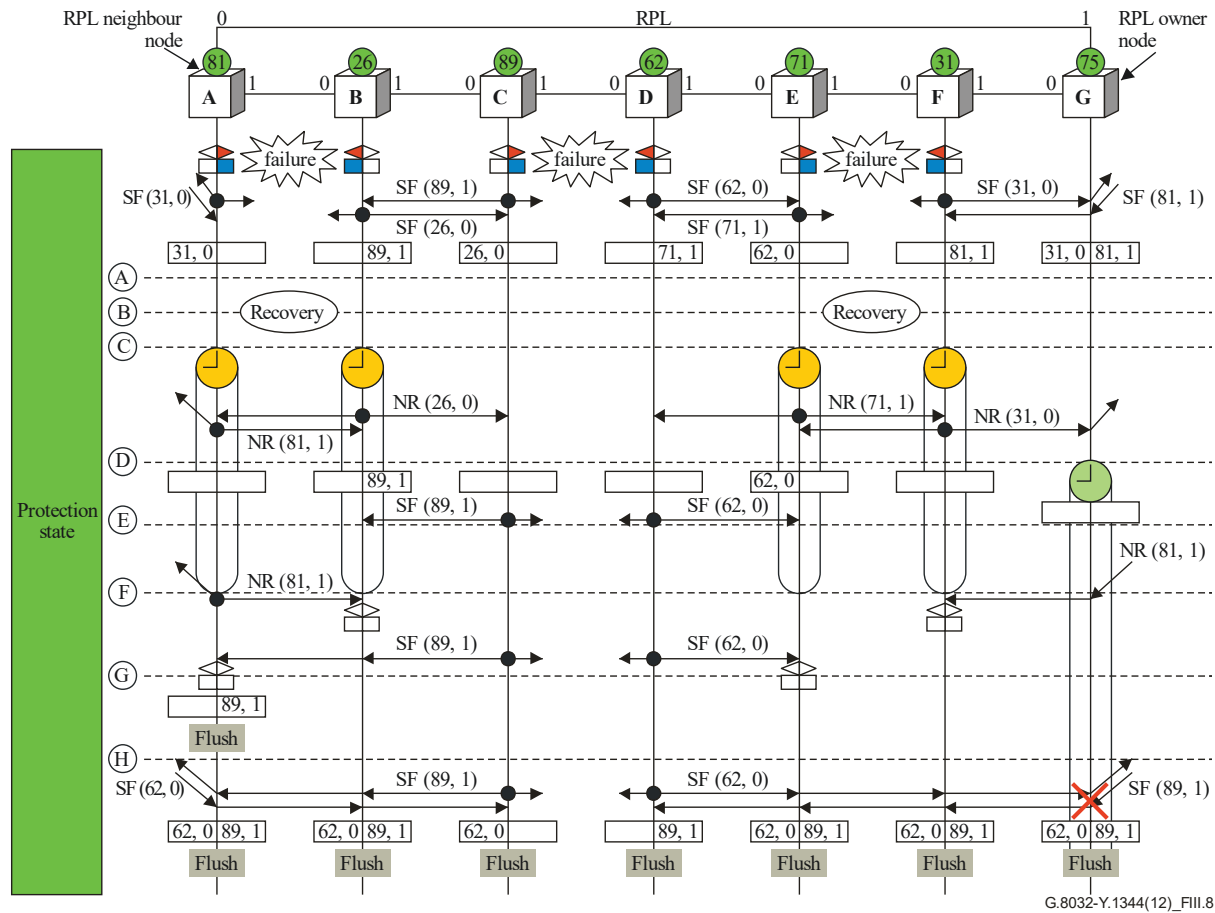 RPL neighbour
node
0
RPL
1
RPL owner
node
81
26
89
62
71
31
75
A
1
0
B
1
0
C
1
0
D
1
0
E
1
0
F
1
0
G
failure
failure
failure
SF (31, 0)
SF (89, 1)
SF (62, 0)
SF (31, 0)
SF (81, 1)
SF (26, 0)
SF (71, 1)
31, 0
89, 1
26, 0
71, 1
62, 0
81, 1
31, 0 81, 1
A
B
Recovery
Recovery
C
NR (26, 0)
NR (71, 1)
NR (81, 1)
NR (31, 0)
D
89, 1
62, 0
Protection
state
SF (89, 1)
SF (62, 0)
E
NR (81, 1)
NR (81, 1)
F
SF (89, 1)
SF (62, 0)
G
89, 1
Flush
H
SF (62, 0)
SF (89, 1)
SF (62, 0)
SF (89, 1)
62, 0 89, 1
62, 0 89, 1
62, 0
89, 1
62, 0 89, 1
62, 0 89, 1
62, 0 89, 1
Flush
Flush
Flush
Flush
Flush
Flush
Flush
G.8032-Y.1344(12)_FIII.8